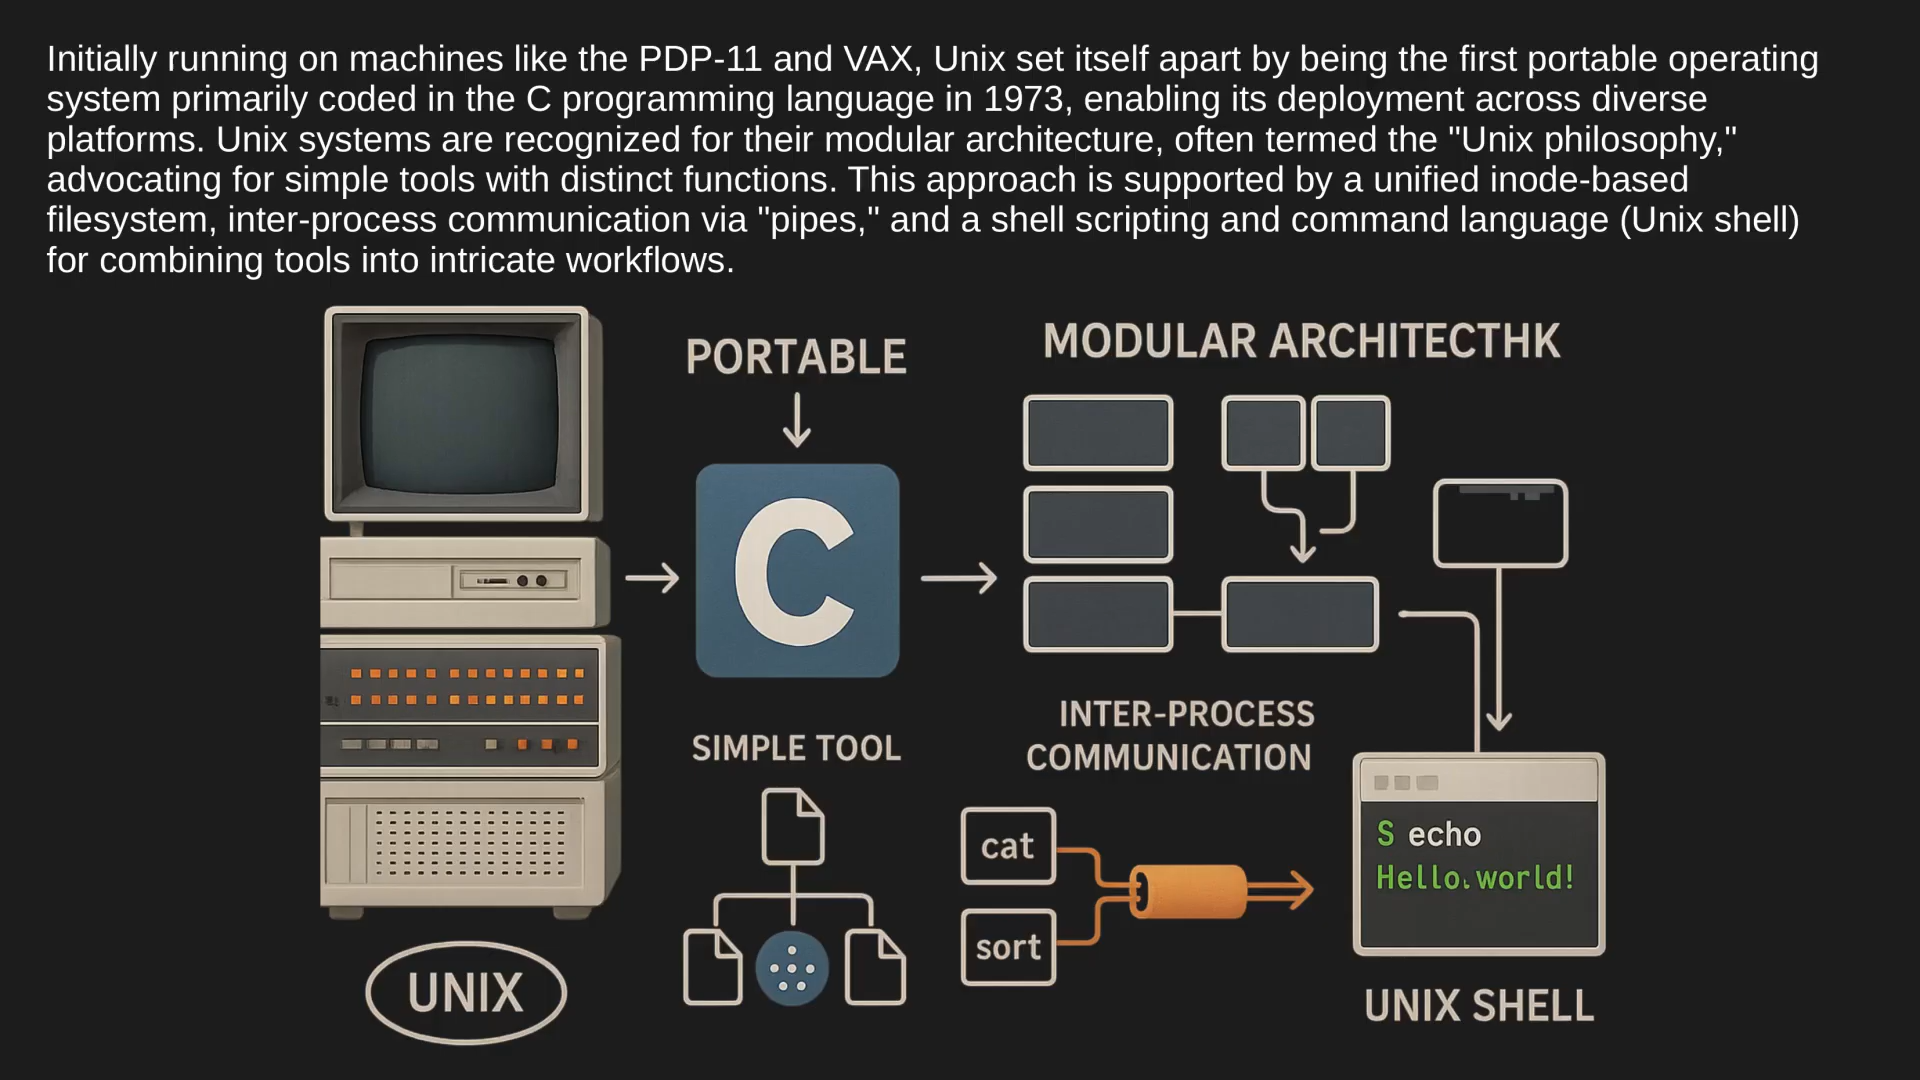 Initially running on machines like the PDP-11 and VAX, Unix set itself apart by being the first portable operating
system primarily coded in the C programming language in 1973, enabling its deployment across diverse
platforms. Unix systems are recognized for their modular architecture, often termed the "Unix philosophy,"
advocating for simple tools with distinct functions. This approach is supported by a unified inode-based
filesystem, inter-process communication via "pipes," and a shell scripting and command language (Unix shell)
for combining tools into intricate workflows.
PORTABLE
MODULAR ARCHITECTHK
C
SIMPLE TOOL
INTER-PROCESS
COMMUNICATION
cat
sort
S echo
Hello.world!
UNIX
UNIX SHELL